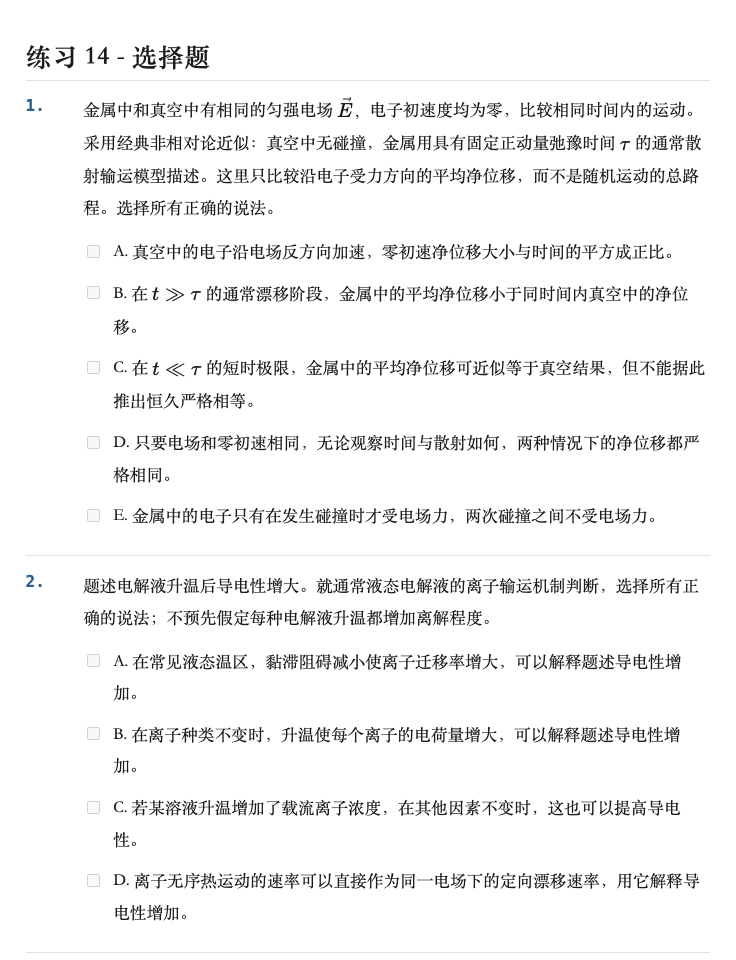 练习 14 - 选择题
1.
金属中和真空中有相同的匀强电场 $\vec{E}$，电子初速度均为零，比较相同时间内的运动。
采用经典非相对论近似：真空中无碰撞，金属用具有固定正动量弛豫时间 τ 的通常散
射输运模型描述。这里只比较沿电子受力方向的平均净位移，而不是随机运动的总路
程。选择所有正确的说法。
A. 真空中的电子沿电场反方向加速，零初速净位移大小与时间的平方成正比。
B. 在 t ≫ τ 的通常漂移阶段，金属中的平均净位移小于同时间内真空中的净位
移。
C. 在 t ≪ τ 的短时极限，金属中的平均净位移可近似等于真空结果，但不能据此
推出恒久严格相等。
D. 只要电场和零初速相同，无论观察时间与散射如何，两种情况下的净位移都严
格相同。
E. 金属中的电子只有在发生碰撞时才受电场力，两次碰撞之间不受电场力。
2.
题述电解液升温后导电性增大。就通常液态电解液的离子输运机制判断，选择所有正
确的说法；不预先假定每种电解液升温都增加离解程度。
A. 在常见液态温区，黏滞阻碍减小使离子迁移率增大，可以解释题述导电性增
加。
B. 在离子种类不变时，升温使每个离子的电荷量增大，可以解释题述导电性增
加。
C. 若某溶液升温增加了载流离子浓度，在其他因素不变时，这也可以提高导电
性。
D. 离子无序热运动的速率可以直接作为同一电场下的定向漂移速率，用它解释导
电性增加。